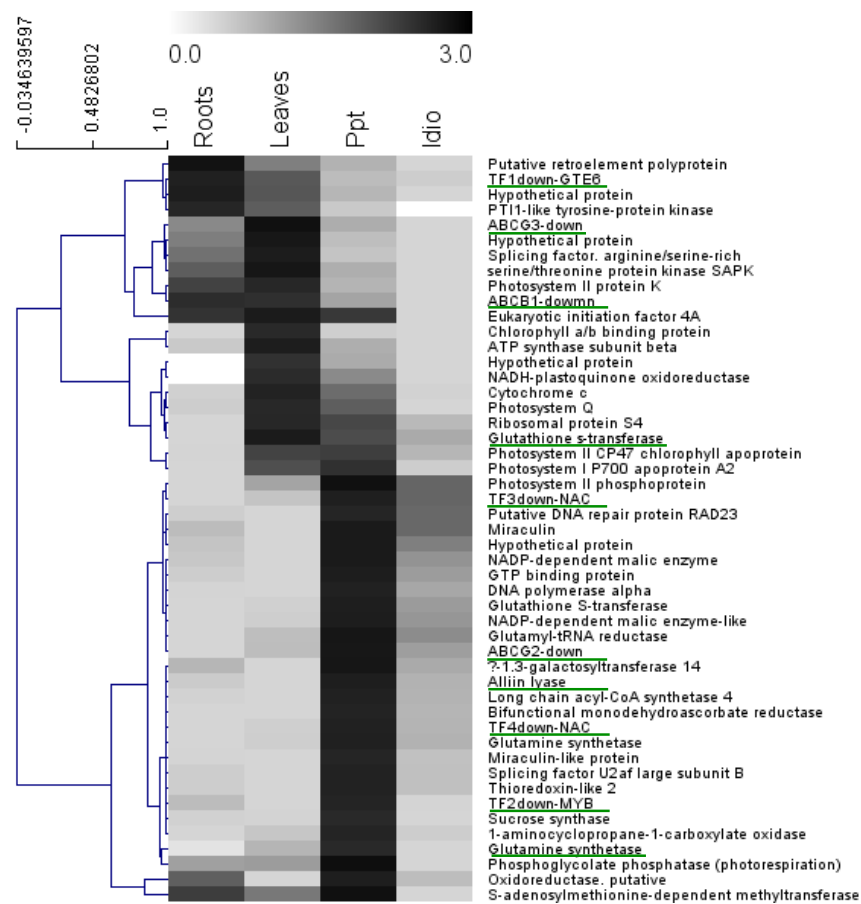 -0.034639597
0.4826802
1.0
0.0
3.0
Roots
Leaves
Ppt
Idio
Putative retroelement polyprotein
TF1down-GTE6
Hypothetical protein
PTI1-like tyrosine-protein kinase
ABCG3-down
Hypothetical protein
Splicing factor. arginine/serine-rich
serine/threonine protein kinase SAPK
Photosystem II protein K
ABCB1-dowmn
Eukaryotic initiation factor 4A
Chlorophyll a/b binding protein
ATP synthase subunit beta
Hypothetical protein
NADH-plastoquinone oxidoreductase
Cytochrome c
Photosystem Q
Ribosomal protein S4
Glutathione s-transferase
Photosystem II CP47 chlorophyll apoprotein
Photosystem I P700 apoprotein A2
Photosystem II phosphoprotein
TF3down-NAC
Putative DNA repair protein RAD23
Miraculin
Hypothetical protein
NADP-dependent malic enzyme
GTP binding protein
DNA polymerase alpha
Glutathione S-transferase
NADP-dependent malic enzyme-like
Glutamyl-tRNA reductase
ABCG2-down
?-1.3-galactosyltransferase 14
Alliin lyase
Long chain acyl-CoA synthetase 4
Bifunctional monodehydroascorbate reductase
TF4down-NAC
Glutamine synthetase
Miraculin-like protein
Splicing factor U2af large subunit B
Thioredoxin-like 2
TF2down-MYB
Sucrose synthase
1-aminocyclopropane-1-carboxylate oxidase
Glutamine synthetase
Phosphoglycolate phosphatase (photorespiration)
Oxidoreductase. putative
S-adenosylmethionine-dependent methyltransferase